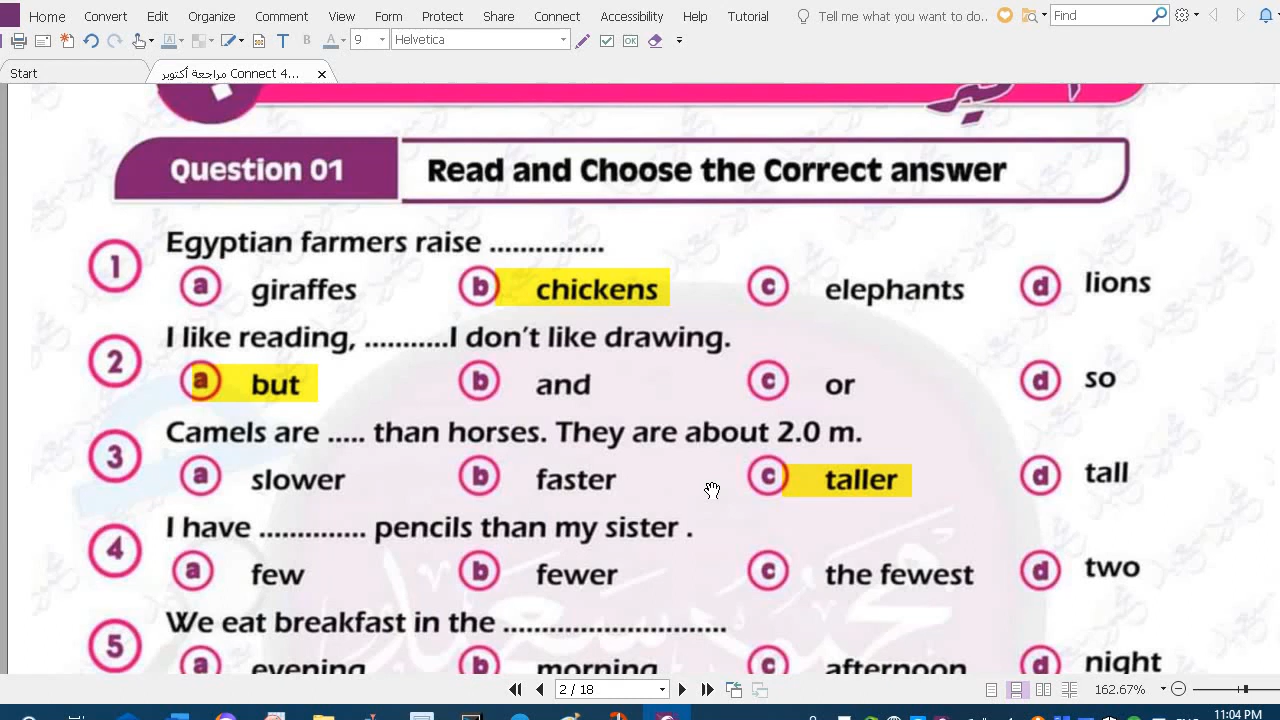 Home Convert Edit Organize Comment View Form Protect Share Connect Accessibility Help Tutorial Tell me what you want to do.. Find
T B A 9 Helvetica OK
Start
مراجعة أكتوبر Connect 4...
Question 01 Read and Choose the Correct answer
1 Egyptian farmers raise ...............
a giraffes b chickens c elephants d lions
2 I like reading, ...........I don't like drawing.
a but b and c or d so
3 Camels are ..... than horses. They are about 2.0 m.
a slower b faster c taller d tall
4 I have .............. pencils than my sister .
a few b fewer c the fewest d two
5 We eat breakfast in the .............................
a evening b morning c afternoon d night
2 / 18 162.67%
11:04 PM